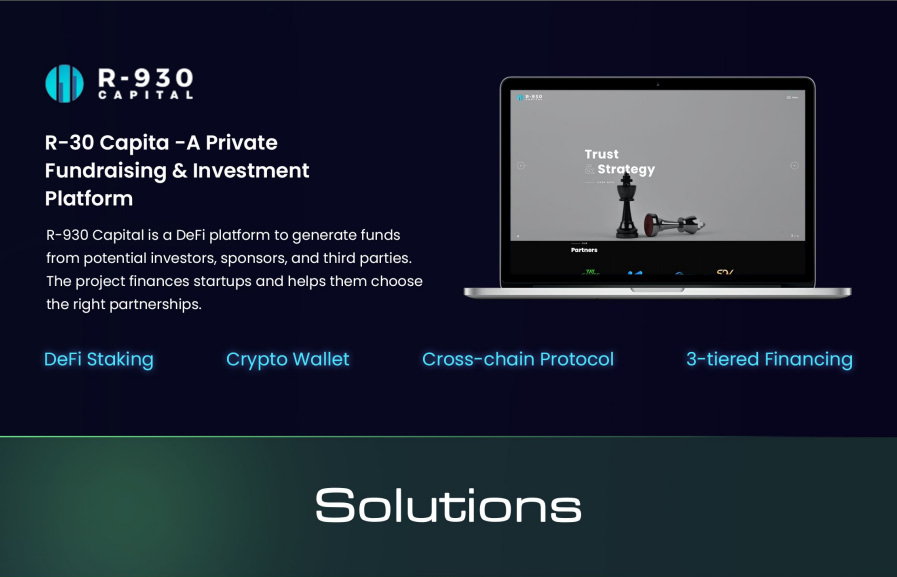 R-930
CAPITAL
R-30 Capita -A Private
Fundraising & Investment
Platform
R-930 Capital is a DeFi platform to generate funds
from potential investors, sponsors, and third parties.
The project finances startups and helps them choose
the right partnerships.
R-930
CAPITAL
Trust
& Strategy
Partners
DeFi Staking
Crypto Wallet
Cross-chain Protocol
3-tiered Financing
Solutions